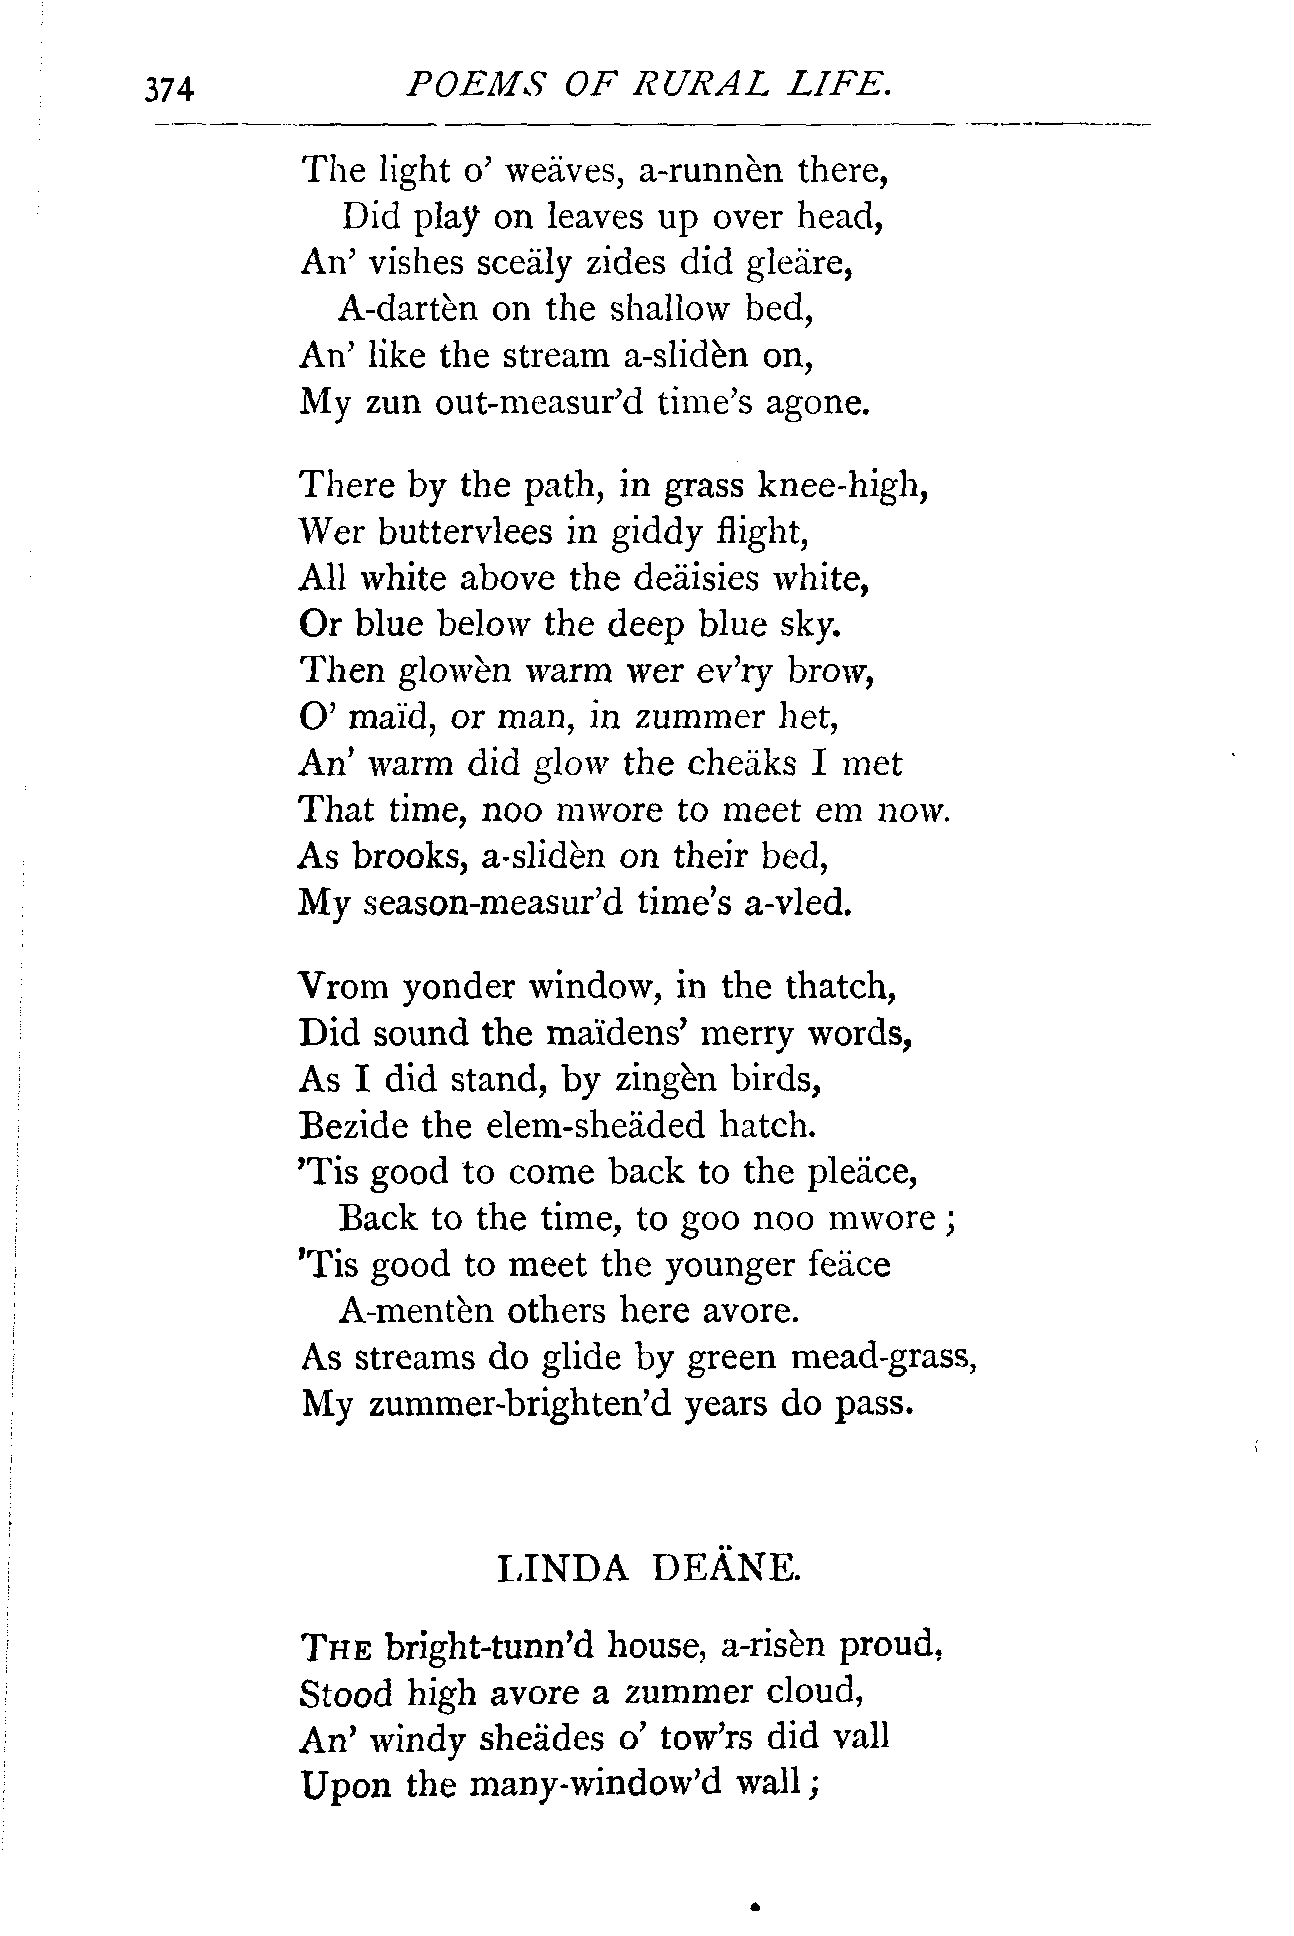 374 POEMS OF RURAL LIFE.
The light o' weäves, a-runnèn there,
Did plaÿ on leaves up over head,
An' vishes sceäly zides did gleäre,
A-dartèn on the shallow bed,
An' like the stream a-slidèn on,
My zun out-measur'd time's agone.
There by the path, in grass knee-high,
Wer buttervlees in giddy flight,
All white above the deäisies white,
Or blue below the deep blue sky.
Then glowèn warm wer ev'ry brow,
O' maïd, or man, in zummer het,
An' warm did glow the cheäks I met
That time, noo mwore to meet em now.
As brooks, a-slidèn on their bed,
My season-measur'd time's a-vled.
Vrom yonder window, in the thatch,
Did sound the maïdens' merry words,
As I did stand, by zingèn birds,
Bezide the elem-sheäded hatch.
'Tis good to come back to the pleäce,
Back to the time, to goo noo mwore;
'Tis good to meet the younger feäce
A-mentèn others here avore.
As streams do glide by green mead-grass,
My zummer-brighten'd years do pass.
LINDA DEÄNE.
THE bright-tunn'd house, a-risèn proud,
Stood high avore a zummer cloud,
An' windy sheädes o' tow'rs did vall
Upon the many-window'd wall;